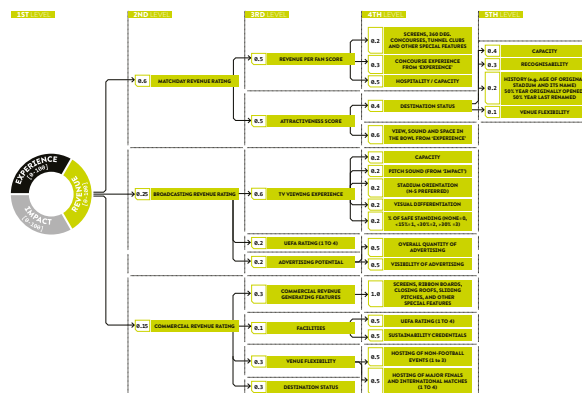 1ST LEVEL
2ND LEVEL
3RD LEVEL
4TH LEVEL
5TH LEVEL
EXPERIENCE
[0-100]
REVENUE
[0-100]
IMPACT
[0-100]
0.6 MATCHDAY REVENUE RATING
0.5 REVENUE PER FAN SCORE
0.2 SCREENS, 360 DEG.
CONCOURSES, TUNNEL CLUBS
AND OTHER SPECIAL FEATURES
0.3 CONCOURSE EXPERIENCE
FROM 'EXPERIENCE'
0.5 HOSPITALITY / CAPACITY
0.5 ATTRACTIVENESS SCORE
0.4 DESTINATION STATUS
0.4 CAPACITY
0.3 RECOGNISABILITY
0.2 HISTORY (e.g. AGE OF ORIGINA
STADIUM AND ITS NAME)
50% YEAR ORIGINALLY OPENED
50% YEAR LAST RENAMED
0.1 VENUE FLEXIBILITY
0.6 VIEW, SOUND AND SPACE IN
THE BOWL FROM 'EXPERIENCE'
0.25 BROADCASTING REVENUE RATING
0.6 TV VIEWING EXPERIENCE
0.2 CAPACITY
0.2 PITCH SOUND (FROM 'IMPACT')
0.2 STADIUM ORIENTATION
(N-S PREFERRED)
0.2 VISUAL DIFFERENTIATION
0.2 % OF SAFE STANDING (NONE=0,
<15%=1, <30%=2, >30% =3)
0.2 UEFA RATING (1 TO 4)
0.2 ADVERTISING POTENTIAL
0.5 OVERALL QUANTITY OF
ADVERTISING
0.5 VISIBILITY OF ADVERTISING
0.15 COMMERCIAL REVENUE RATING
0.3 COMMERCIAL REVENUE
GENERATING FEATURES
1.0 SCREENS, RIBBON BOARDS,
CLOSING ROOFS, SLIDING
PITCHES, AND OTHER
SPECIAL FEATURES
0.1 FACILITIES
0.5 UEFA RATING (1 TO 4)
0.5 SUSTAINABILITY CREDENTIALS
0.3 VENUE FLEXIBILITY
0.5 HOSTING OF NON-FOOTBALL
EVENTS (1 to 3)
0.5 HOSTING OF MAJOR FINALS
AND INTERNATIONAL MATCHES
(1 TO 4)
0.3 DESTINATION STATUS